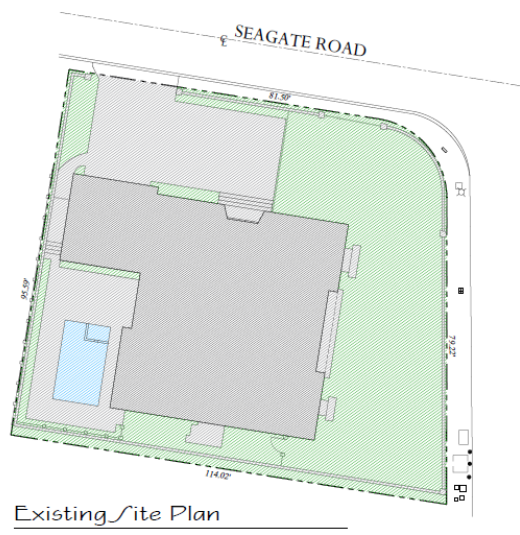 SEAGATE ROAD
℄
81.50'
95.59'
79.22'
114.02'
Existing Site Plan